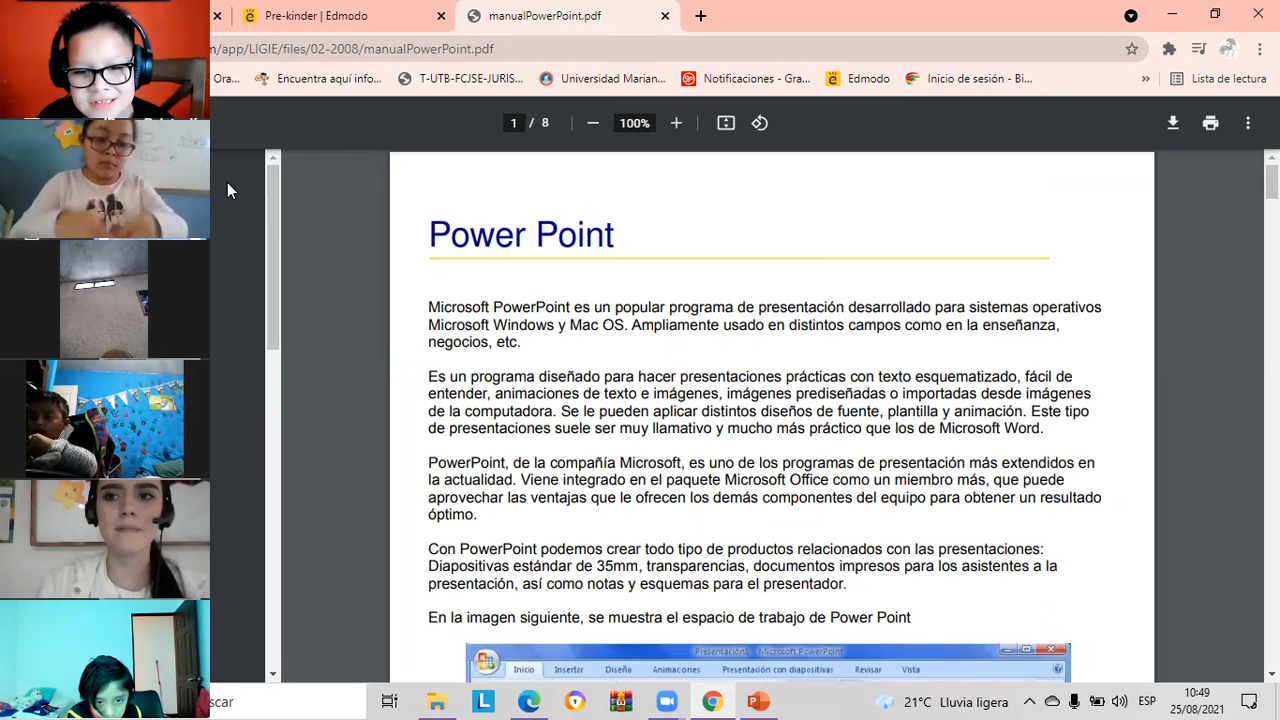 Pre-kinder | Edmodo
manualPowerPoint.pdf
n/app/LIGIE/files/02-2008/manualPowerPoint.pdf
Ora...
Encuentra aquí info...
T-UTB-FCJSE-JURIS...
Universidad Marian...
Notificaciones - Gra...
Edmodo
Inicio de sesión - Bi...
»
Lista de lectura
1 / 8
100%
Power Point
Microsoft PowerPoint es un popular programa de presentación desarrollado para sistemas operativos
Microsoft Windows y Mac OS. Ampliamente usado en distintos campos como en la enseñanza,
negocios, etc.
Es un programa diseñado para hacer presentaciones prácticas con texto esquematizado, fácil de
entender, animaciones de texto e imágenes, imágenes prediseñadas o importadas desde imágenes
de la computadora. Se le pueden aplicar distintos diseños de fuente, plantilla y animación. Este tipo
de presentaciones suele ser muy llamativo y mucho más práctico que los de Microsoft Word.
PowerPoint, de la compañía Microsoft, es uno de los programas de presentación más extendidos en
la actualidad. Viene integrado en el paquete Microsoft Office como un miembro más, que puede
aprovechar las ventajas que le ofrecen los demás componentes del equipo para obtener un resultado
óptimo.
Con PowerPoint podemos crear todo tipo de productos relacionados con las presentaciones:
Diapositivas estándar de 35mm, transparencias, documentos impresos para los asistentes a la
presentación, así como notas y esquemas para el presentador.
En la imagen siguiente, se muestra el espacio de trabajo de Power Point
Presentación1 - Microsoft PowerPoint
Inicio
Insertar
Diseño
Animaciones
Presentación con diapositivas
Revisar
Vista
scar
21°C Lluvia ligera
ESP
10:49
25/08/2021